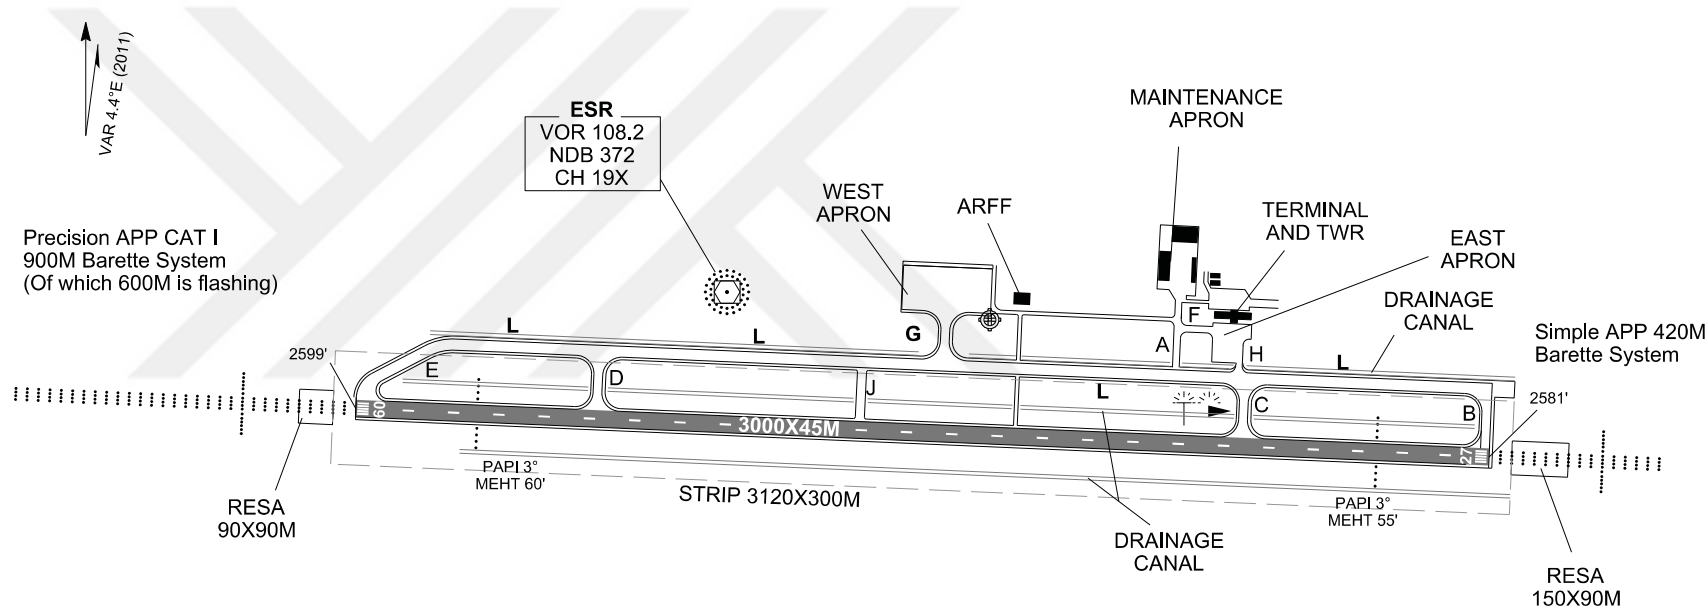 VAR 4.4°E (2011)
ESR
VOR 108.2
NDB 372
CH 19X
Precision APP CAT I
900M Barette System
(Of which 600M is flashing)
WEST
APRON
ARFF
MAINTENANCE
APRON
TERMINAL
AND TWR
EAST
APRON
DRAINAGE
CANAL
Simple APP 420M
Barette System
L
L
G
F
A
H
L
2599'
E
D
J
L
C
B
2581'
09
3000X45M
27
PAPI 3°
MEHT 60'
STRIP 3120X300M
PAPI 3°
MEHT 55'
RESA
90X90M
DRAINAGE
CANAL
RESA
150X90M